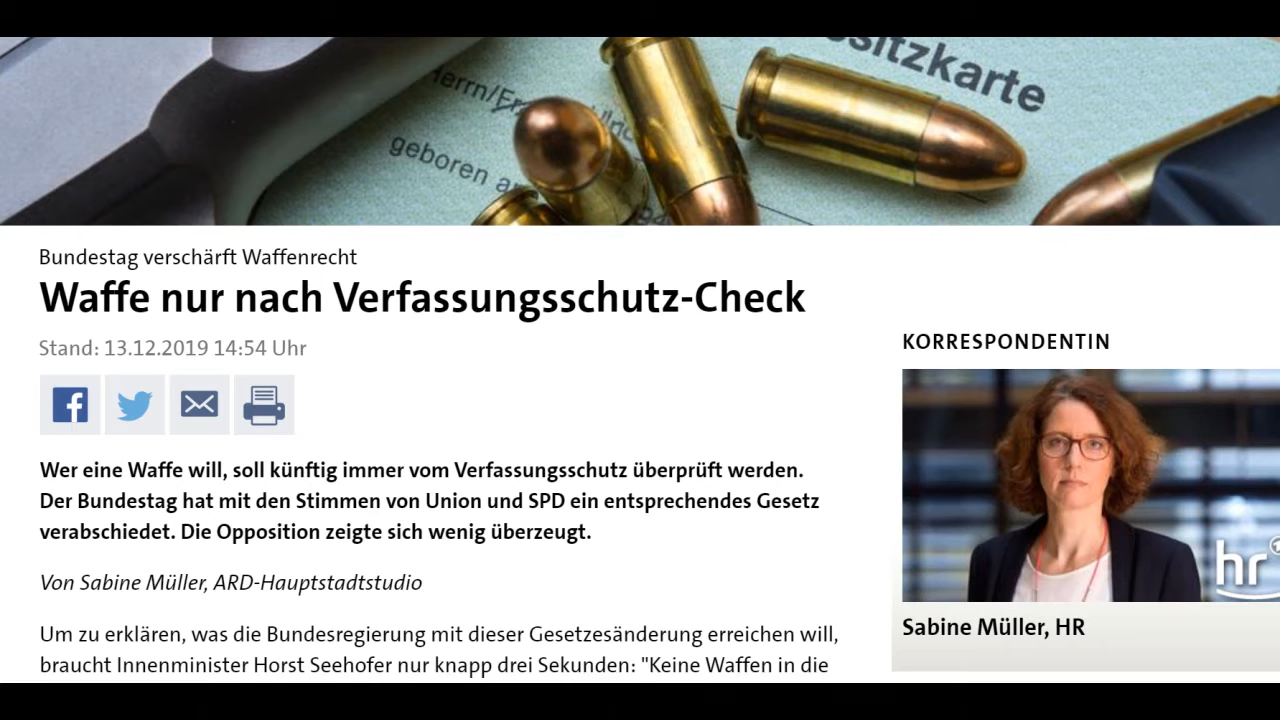 sitzkarte
Herrn/Fr
geboren
Bundestag verschärft Waffenrecht
Waffe nur nach Verfassungsschutz-Check
Stand: 13.12.2019 14:54 Uhr
Wer eine Waffe will, soll künftig immer vom Verfassungsschutz überprüft werden.
Der Bundestag hat mit den Stimmen von Union und SPD ein entsprechendes Gesetz
verabschiedet. Die Opposition zeigte sich wenig überzeugt.
Von Sabine Müller, ARD-Hauptstadtstudio
Um zu erklären, was die Bundesregierung mit dieser Gesetzesänderung erreichen will,
braucht Innenminister Horst Seehofer nur knapp drei Sekunden: "Keine Waffen in die
KORRESPONDENTIN
hr
Sabine Müller, HR